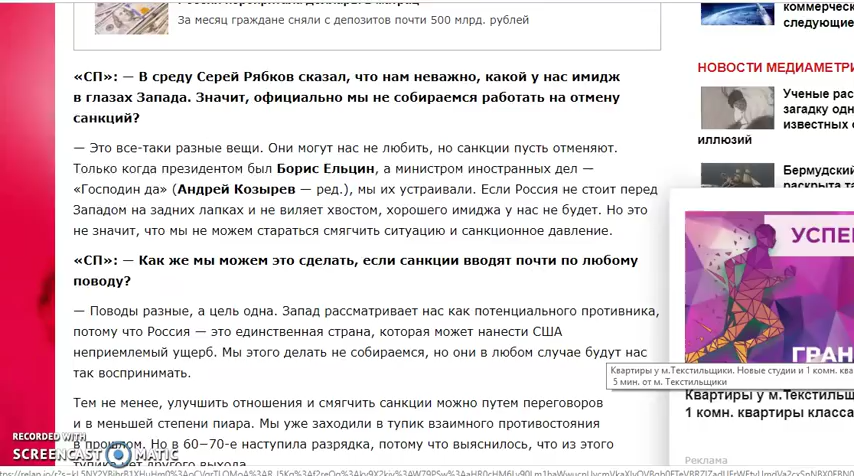 За месяц граждане сняли с депозитов почти 500 млрд. рублей
«СП»: — В среду Серей Рябков сказал, что нам неважно, какой у нас имидж
в глазах Запада. Значит, официально мы не собираемся работать на отмену
санкций?
— Это все-таки разные вещи. Они могут нас не любить, но санкции пусть отменяют.
Только когда президентом был Борис Ельцин, а министром иностранных дел —
«Господин да» (Андрей Козырев — ред.), мы их устраивали. Если Россия не стоит перед
Западом на задних лапках и не виляет хвостом, хорошего имиджа у нас не будет. Но это
не значит, что мы не можем стараться смягчить ситуацию и санкционное давление.
«СП»: — Как же мы можем это сделать, если санкции вводят почти по любому
поводу?
— Поводы разные, а цель одна. Запад рассматривает нас как потенциального противника,
потому что Россия — это единственная страна, которая может нанести США
неприемлемый ущерб. Мы этого делать не собираемся, но они в любом случае будут нас
так воспринимать.
Тем не менее, улучшить отношения и смягчить санкции можно путем переговоров
и в меньшей степени пиара. Мы уже заходили в тупик взаимного противостояния
в прошлом. Но в 60−70-е наступила разрядка, потому что выяснилось, что из этого
тупика нет другого выхода.
коммерческ
следующие
НОВОСТИ МЕДИАМЕТРИ
Ученые рас
загадку одн
известных о
иллюзий
Бермудский
раскрыта та
УСПЕ
ГРАН
Квартиры у м.Текстильщики. Новые студии и 1 комн. ква
5 мин. от м. Текстильщики
Квартиры у м.Текстильщ
1 комн. квартиры класса
Реклама
RECORDED WITH
SCREENCAST MATIC